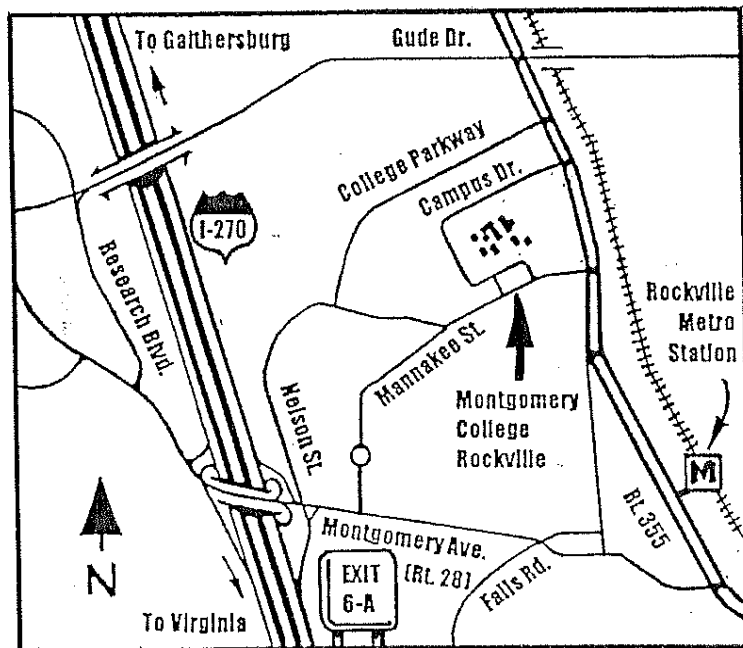 To Gaithersburg
Gude Dr.
College Parkway
Campus Dr.
I-270
Research Blvd.
Rockville
Metro
Station
Mannakee St.
Nelson St.
Montgomery
College
Rockville
M
Rt. 355
N
Montgomery Ave.
(Rt. 28)
EXIT
6-A
Falls Rd.
To Virginia